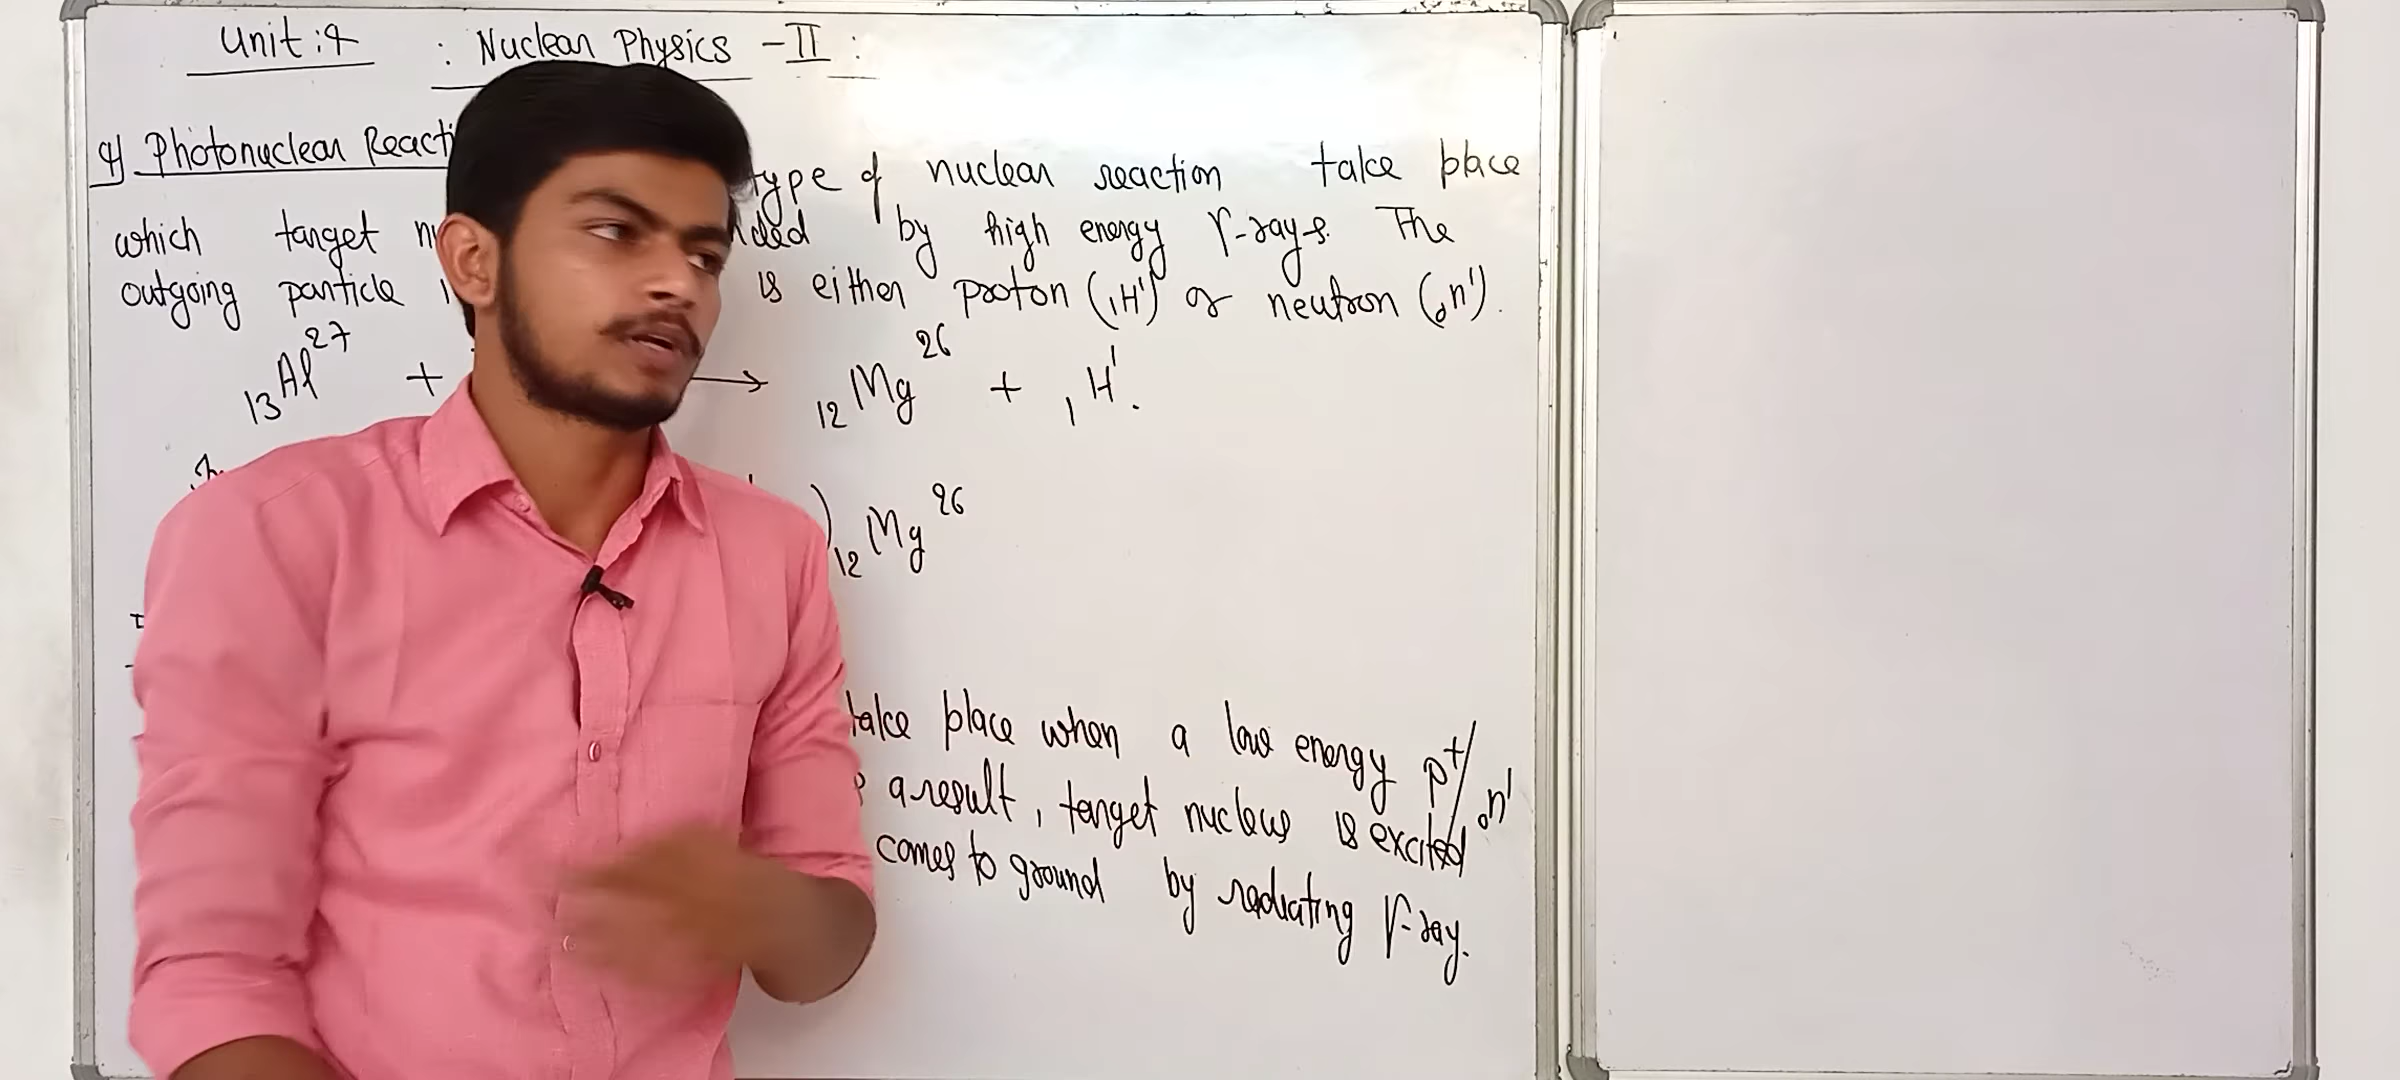 Unit : 4 : Nuclear Physics - II :
4) Photonuclear Reacti type of nuclear reaction take place
which target by high energy γ-rays. The
outgoing particle is either proton (₁H¹) or neutron (₀n¹).
₁₃Al²⁷ + → ₁₂Mg²⁶ + ₁H¹.
) ₁₂Mg²⁶
take place when a low energy p⁺/₀n¹
a result, target nucleus is excited
comes to ground by radiating γ-ray.